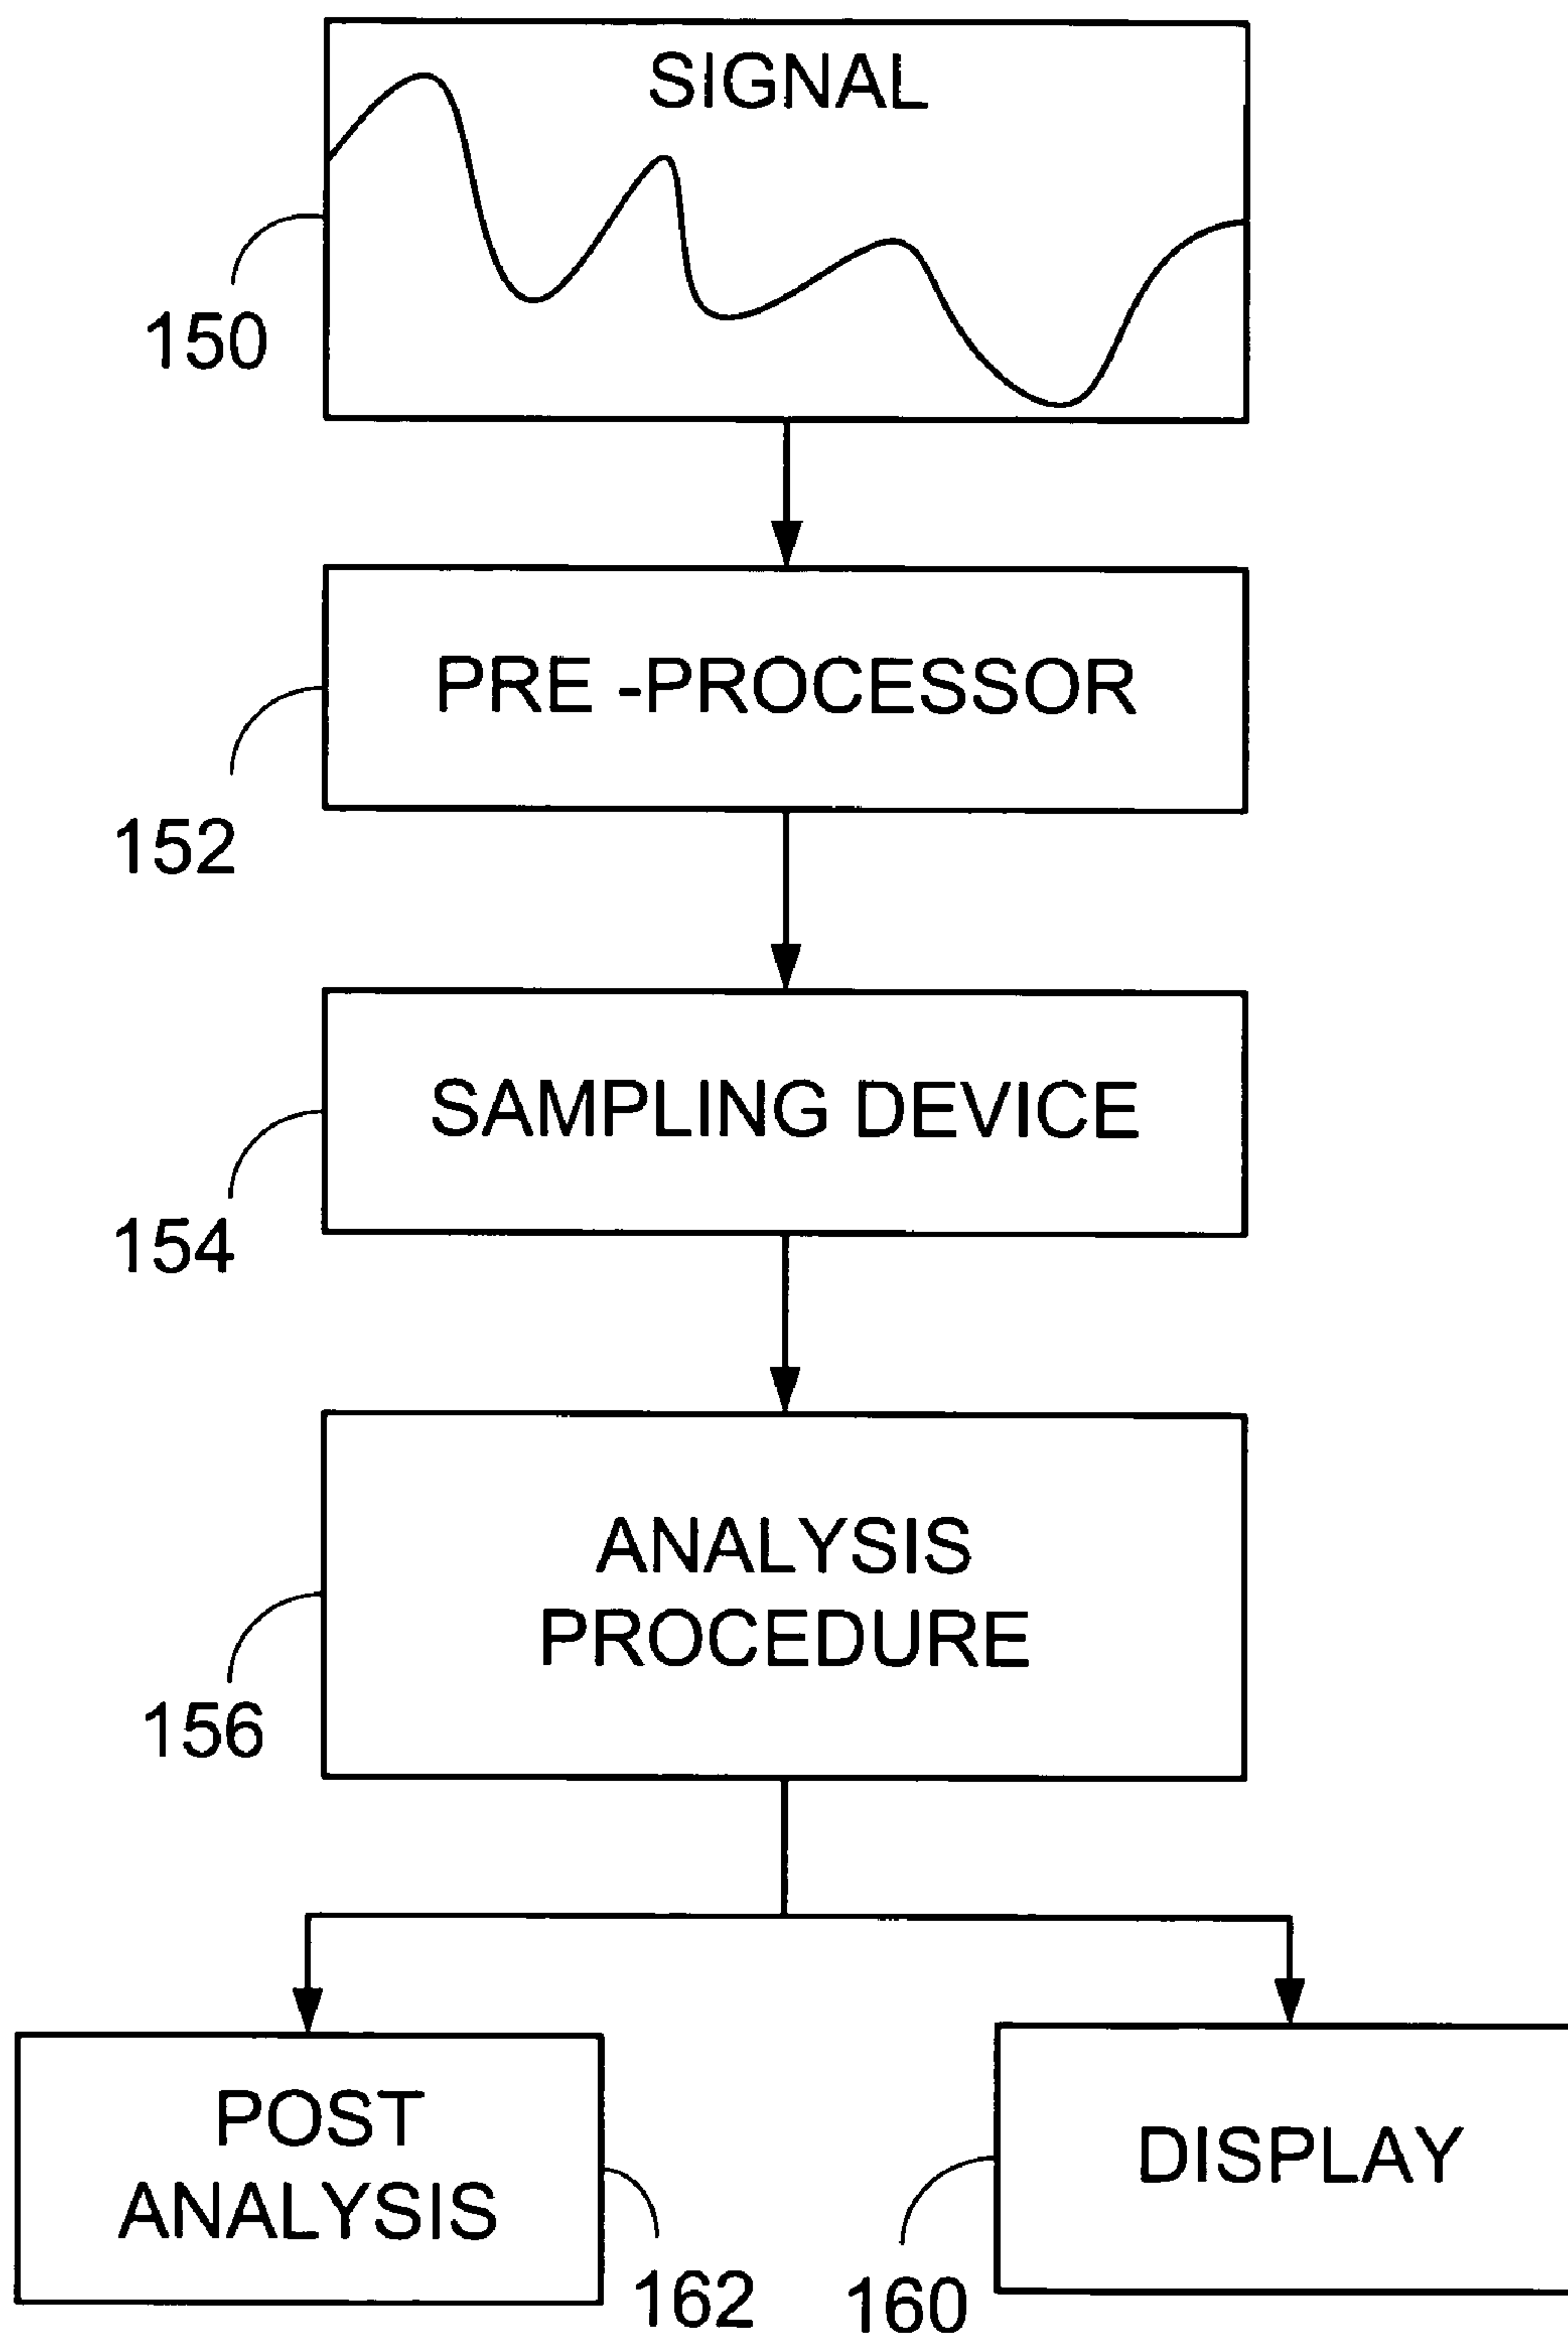 SIGNAL
150
PRE -PROCESSOR
152
SAMPLING DEVICE
154
ANALYSIS
PROCEDURE
156
POST
ANALYSIS
162
DISPLAY
160